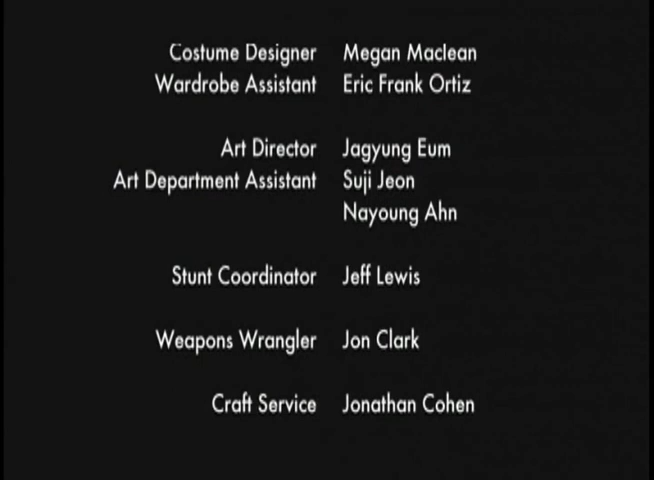 Costume Designer Megan Maclean
Wardrobe Assistant Eric Frank Ortiz
Art Director Jagyung Eum
Art Department Assistant Suji Jeon
Nayoung Ahn
Stunt Coordinator Jeff Lewis
Weapons Wrangler Jon Clark
Craft Service Jonathan Cohen